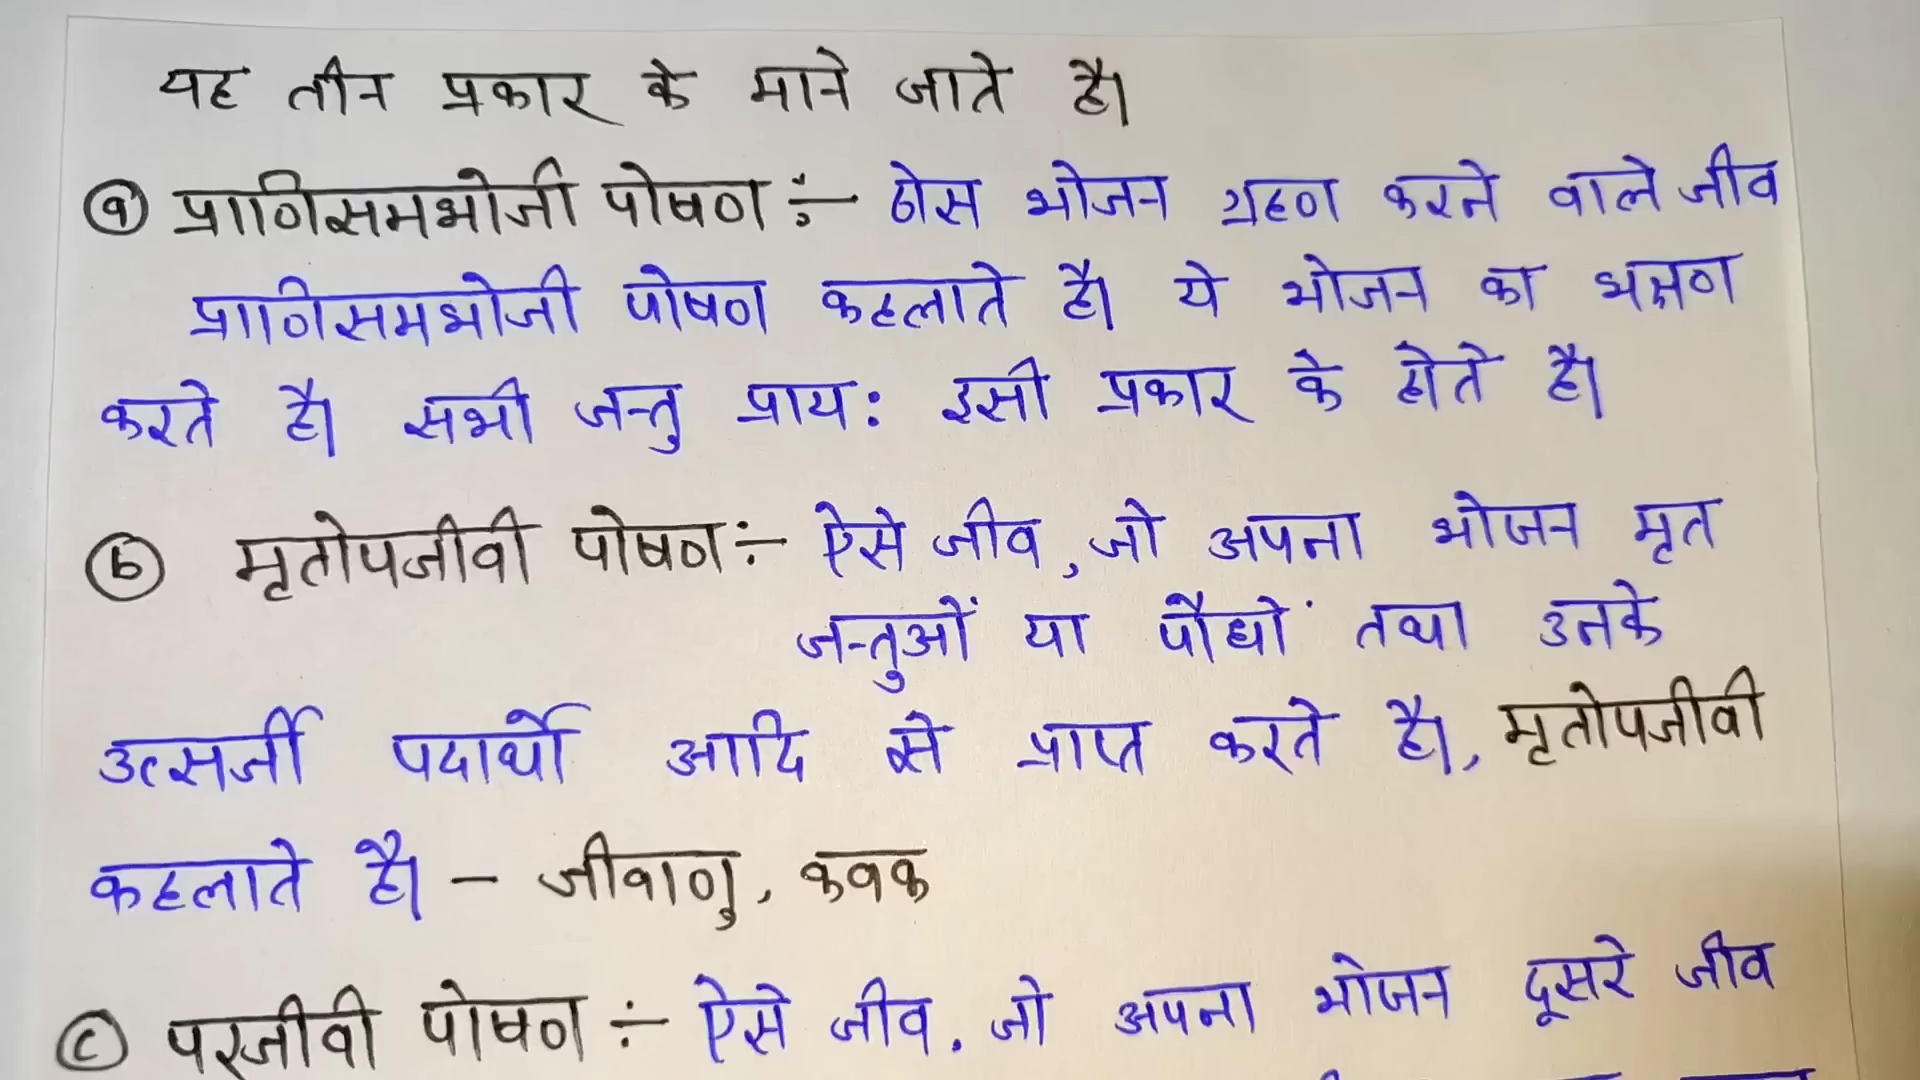 यह तीन प्रकार के माने जाते है।
(a) प्राणिसमभोजी पोषण :- ठोस भोजन ग्रहण करने वाले जीव
प्राणिसमभोजी पोषण कहलाते है। ये भोजन का भक्षण
करते है। सभी जन्तु प्राय: इसी प्रकार के होते है।
(b) मृतोपजीवी पोषण :- ऐसे जीव, जो अपना भोजन मृत
जन्तुओं या पौधों तथा उनके
उत्सर्जी पदार्थो आदि से प्राप्त करते है।, मृतोपजीवी
कहलाते है। - जीवाणु, कवक
(c) परजीवी पोषण :- ऐसे जीव. जो अपना भोजन दूसरे जीव